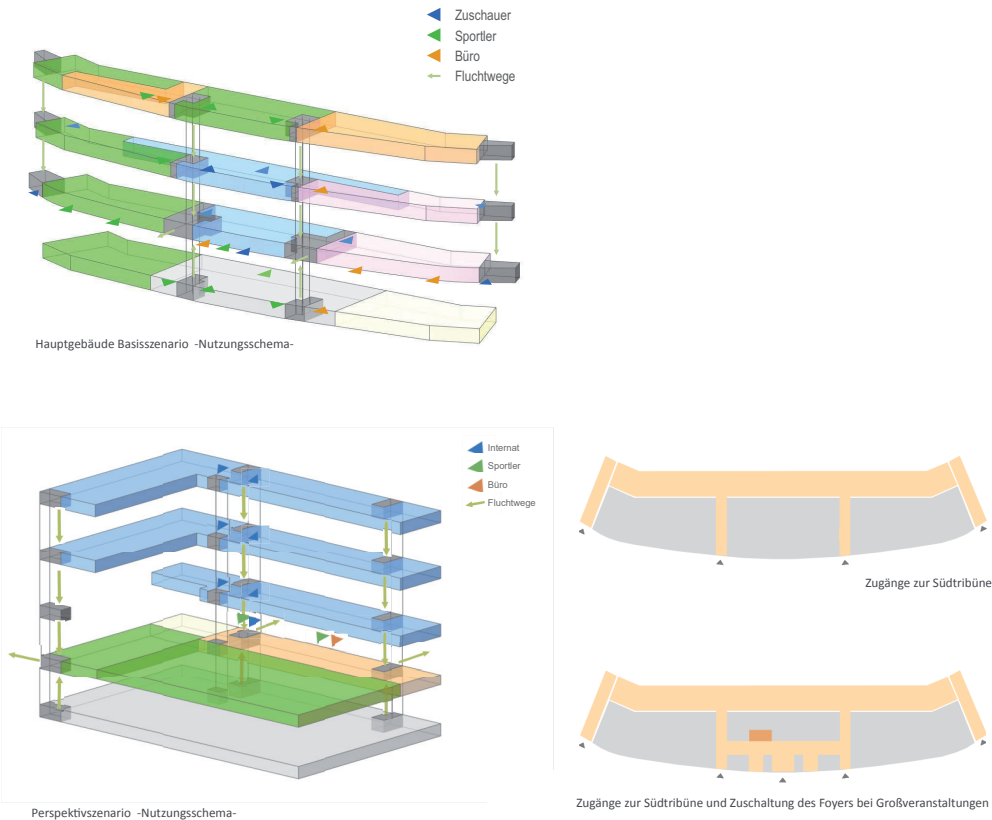 Zuschauer
Sportler
Büro
Fluchtwege
Hauptgebäude Basisszenario -Nutzungsschema-
Internat
Sportler
Büro
Fluchtwege
Zugänge zur Südtribüne
Zugänge zur Südtribüne und Zuschaltung des Foyers bei Großveranstaltungen
Perspektivszenario -Nutzungsschema-